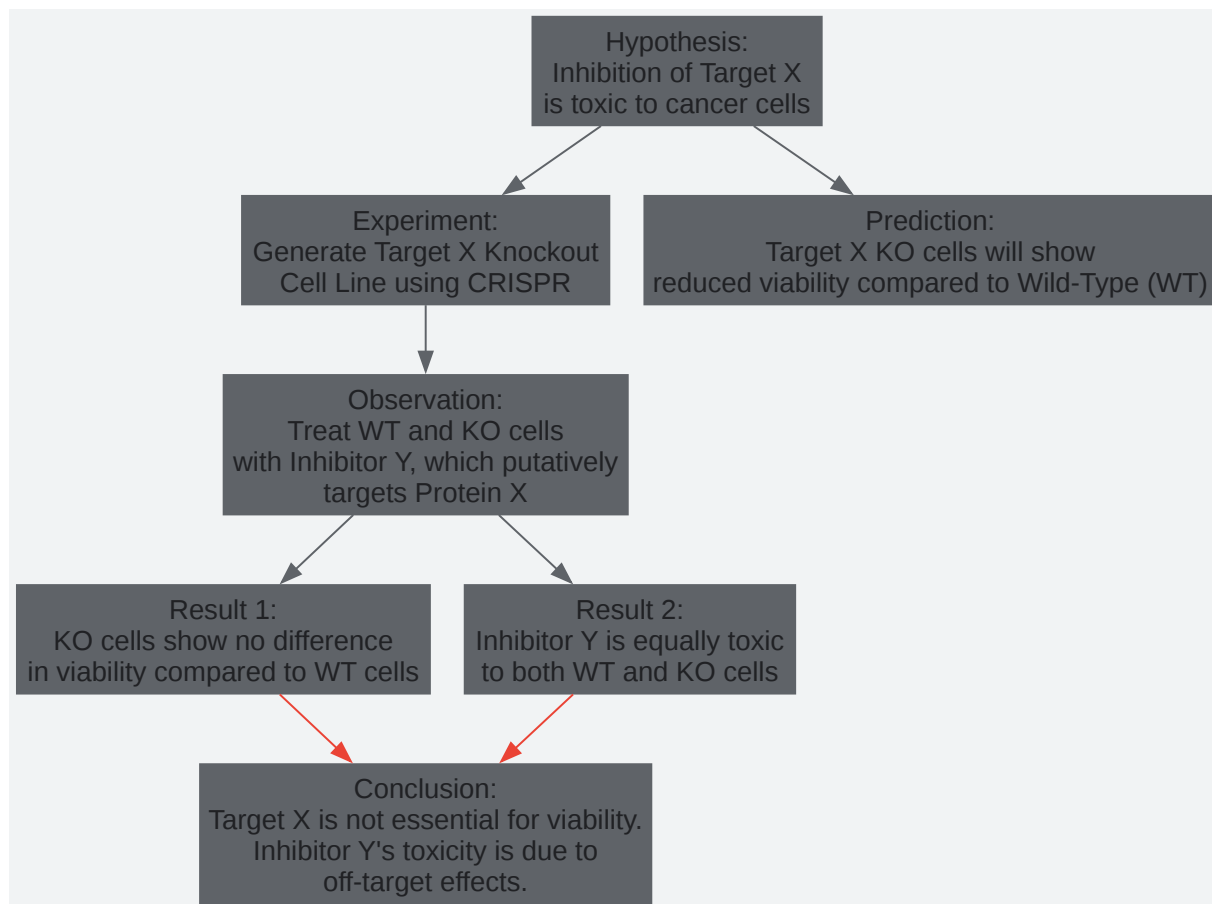 Hypothesis:
Inhibition of Target X
is toxic to cancer cells
Experiment:
Generate Target X Knockout
Cell Line using CRISPR
Prediction:
Target X KO cells will show
reduced viability compared to Wild-Type (WT)
Observation:
Treat WT and KO cells
with Inhibitor Y, which putatively
targets Protein X
Result 1:
KO cells show no difference
in viability compared to WT cells
Result 2:
Inhibitor Y is equally toxic
to both WT and KO cells
Conclusion:
Target X is not essential for viability.
Inhibitor Y's toxicity is due to
off-target effects.